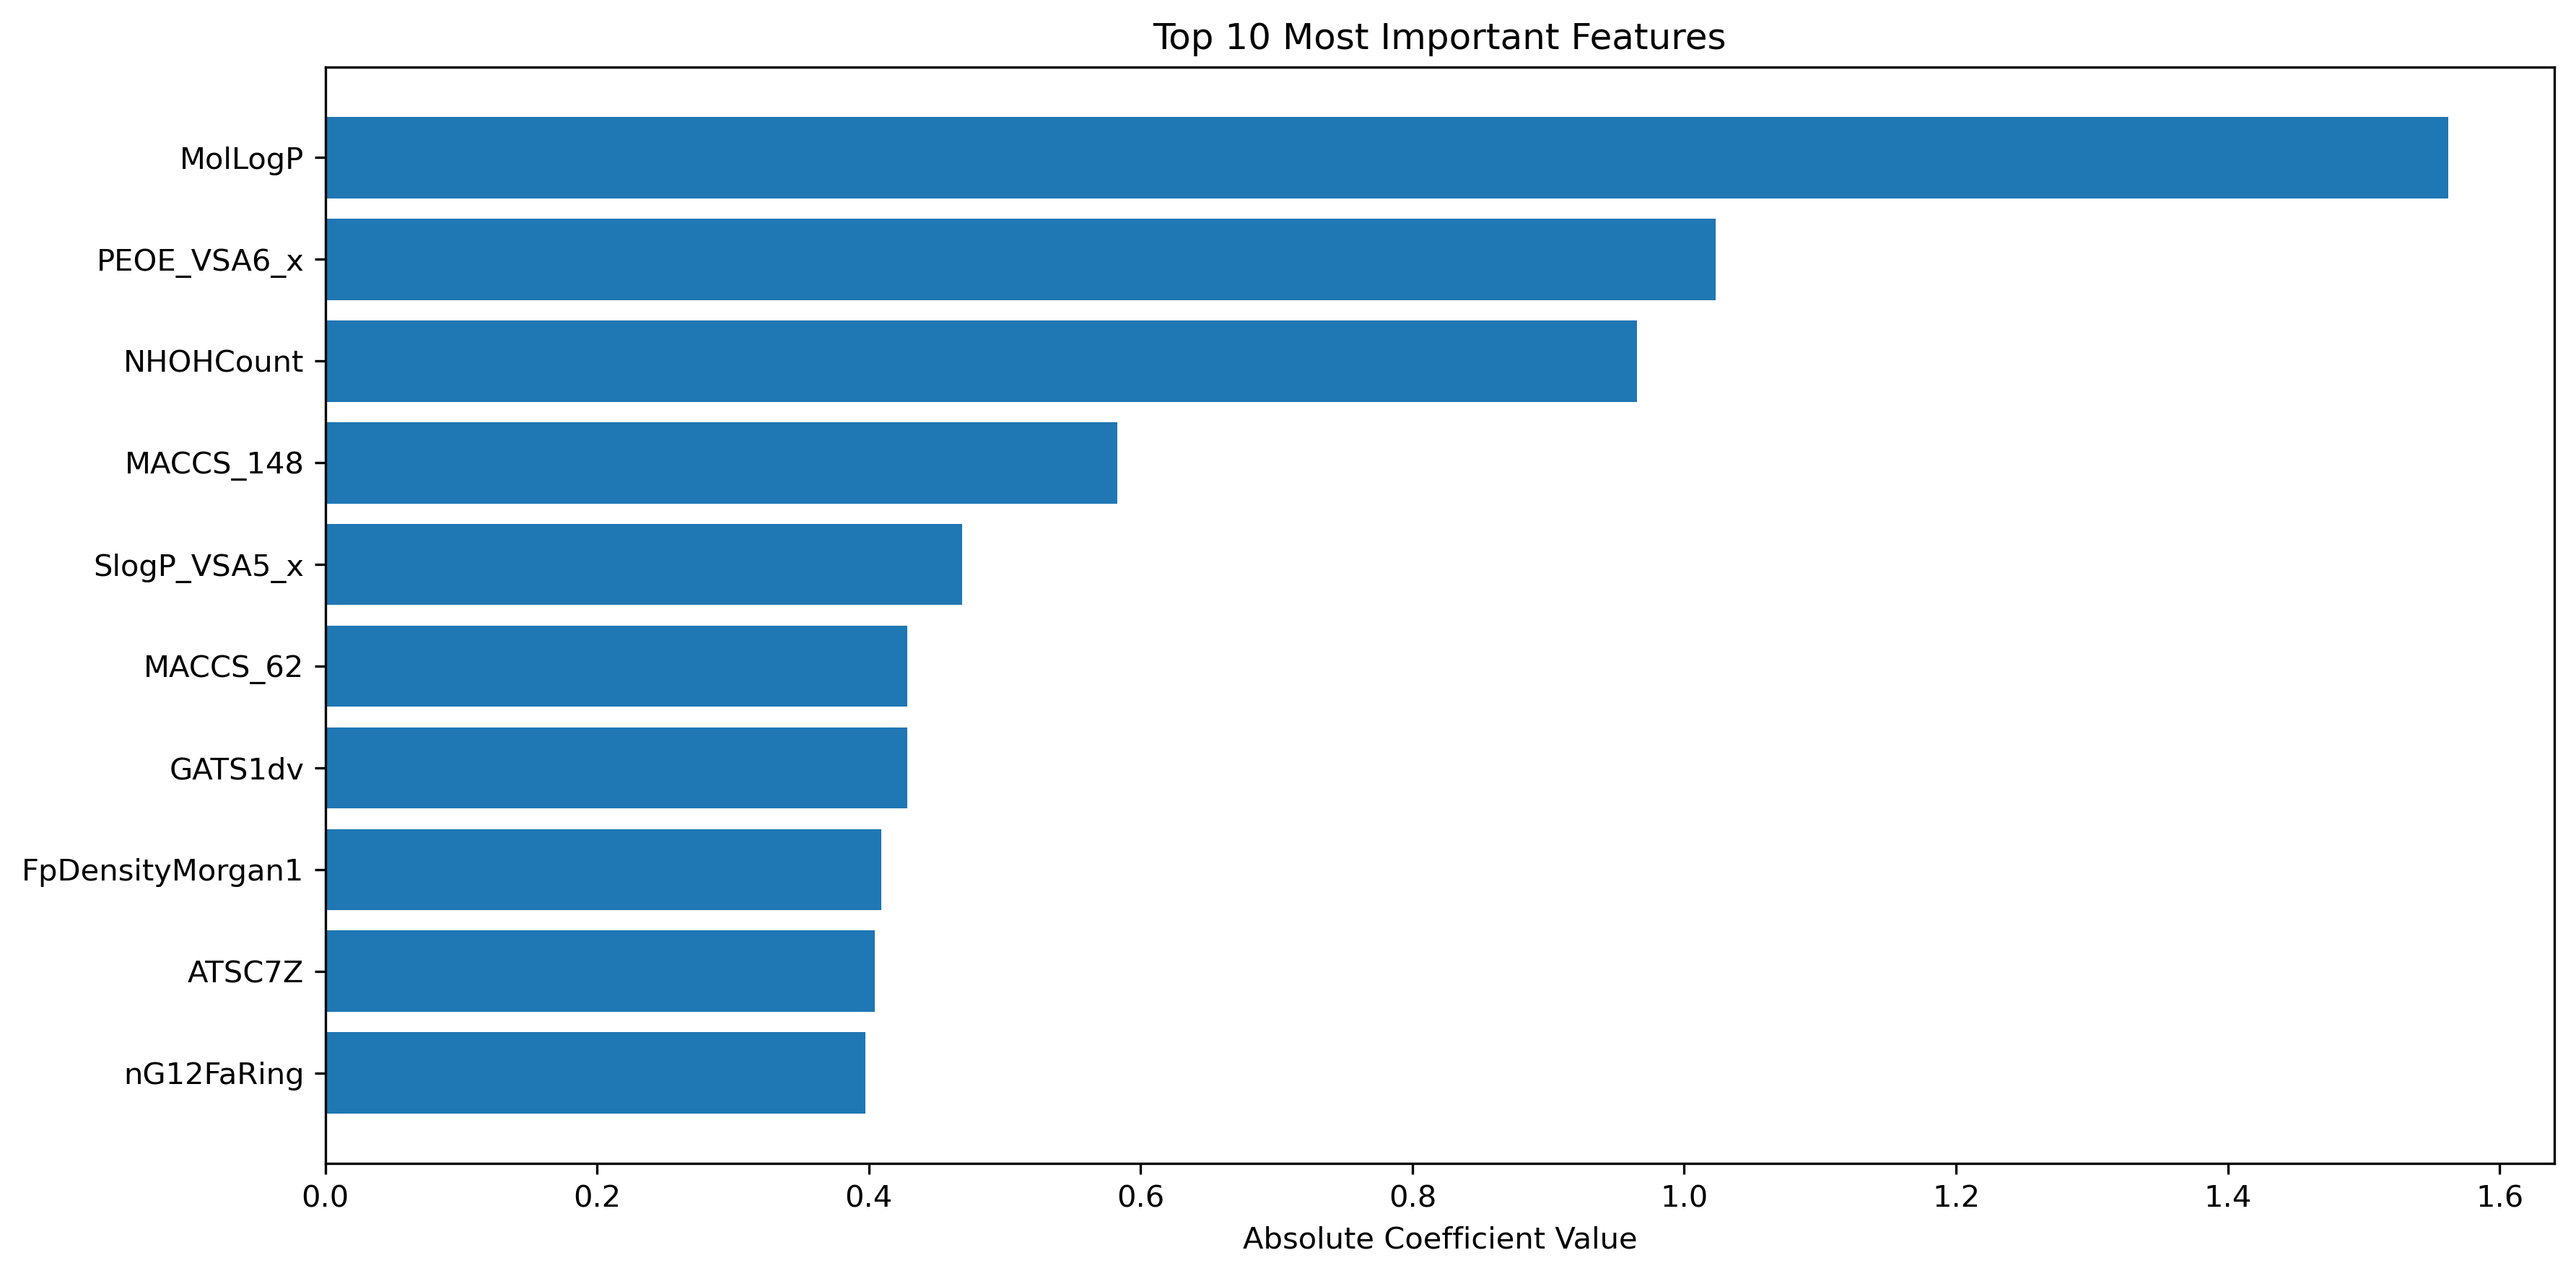 Top 10 Most Important Features
MolLogP
PEOE_VSA6_x
NHOHCount
MACCS_148
SlogP_VSA5_x
MACCS_62
GATS1dv
FpDensityMorgan1
ATSC7Z
nG12FaRing
0.0 0.2 0.4 0.6 0.8 1.0 1.2 1.4 1.6
Absolute Coefficient Value